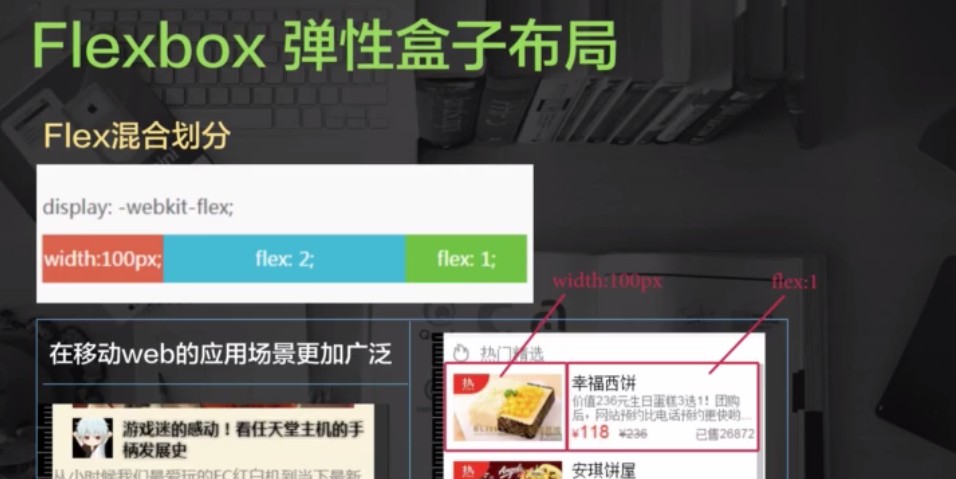 Flexbox 弹性盒子布局
Flex混合划分
display: -webkit-flex;
width:100px; flex: 2; flex: 1;
width:100px flex:1
在移动web的应用场景更加广泛
游戏迷的感动！看任天堂主机的手
柄发展史
从小时候我们最爱玩的FC红白机到当下最新
热门精选
热
幸福西饼
价值236元生日蛋糕3选1！团购
后，网站预约比电话预约更快哟...
¥118 ¥236 已售26872
热
安琪饼屋